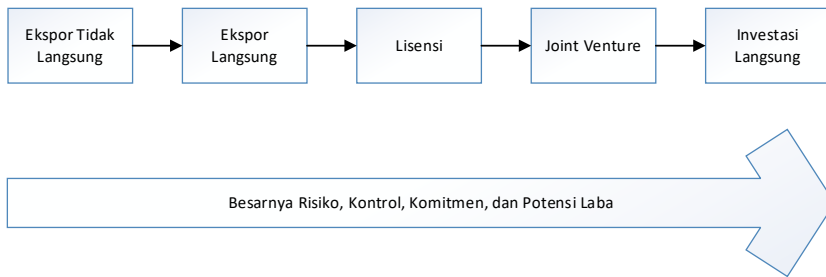 Ekspor Tidak
Langsung
Ekspor
Langsung
Lisensi
Joint Venture
Investasi
Langsung
Besarnya Risiko, Kontrol, Komitmen, dan Potensi Laba